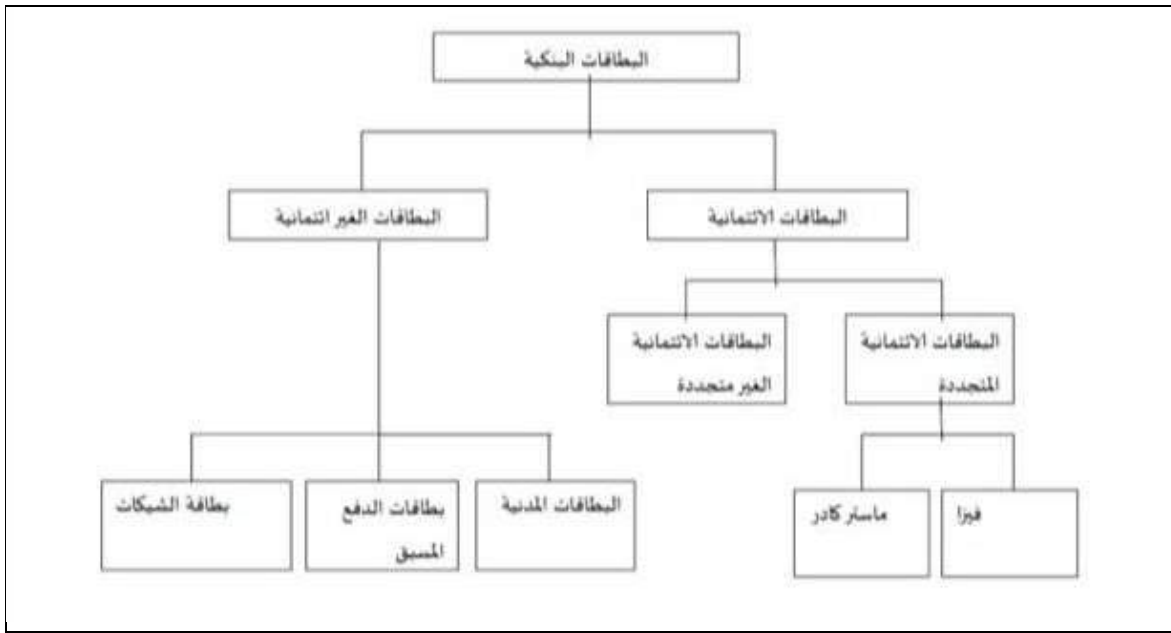 البطاقات البنكية
البطاقات الائتمانية
البطاقات الغير ائتمانية
البطاقات الائتمانية
المتجددة
البطاقات الائتمانية
الغير متجددة
فيزا
ماستر كادر
البطاقات المدنية
بطاقات الدفع
المسبق
بطاقة الشيكات